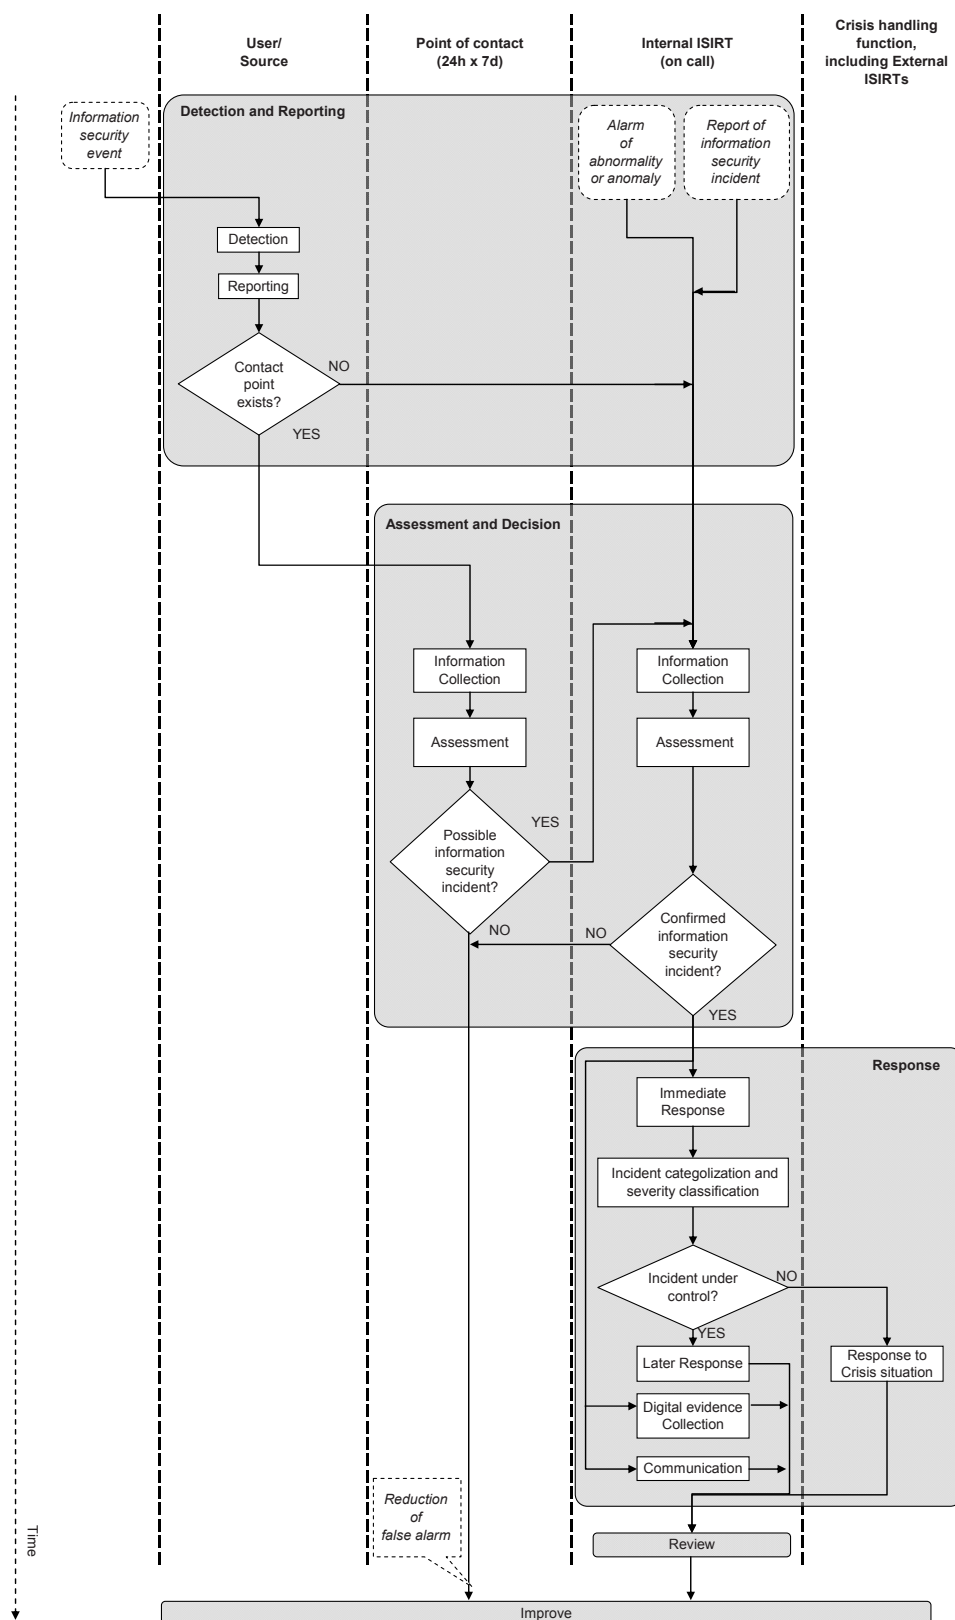 User/
Source
Point of contact
(24h x 7d)
Internal ISIRT
(on call)
Crisis handling
function,
including External
ISIRTs
Detection and Reporting
Information
security
event
Alarm
of
abnormality
or anomaly
Report of
information
security
incident
Detection
Reporting
Contact
point
exists?
NO
YES
Assessment and Decision
Information
Collection
Information
Collection
Assessment
Assessment
Possible
information
security
incident?
YES
NO
Confirmed
information
security
incident?
NO
YES
Response
Immediate
Response
Incident categolization and
severity classification
Incident under
control?
NO
YES
Later Response
Response to
Crisis situation
Digital evidence
Collection
Communication
Reduction
of
false alarm
Review
Improve
Time